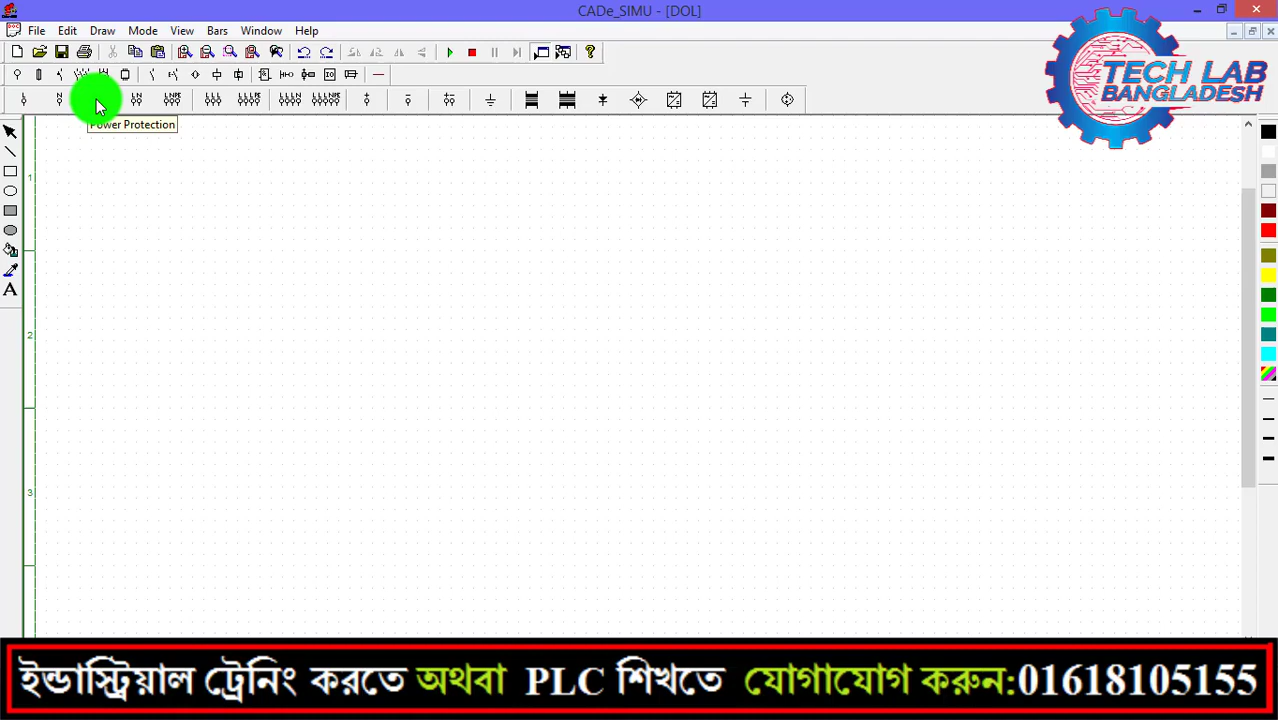 CADe_SIMU - [DOL]
File Edit Draw Mode View Bars Window Help
TECH LAB
BANGLADESH
Power Protection
1
2
3
ইন্ডাস্ট্রিয়াল ট্রেনিং করতে অথবা PLC শিখতে যোগাযোগ করুন:01618105155